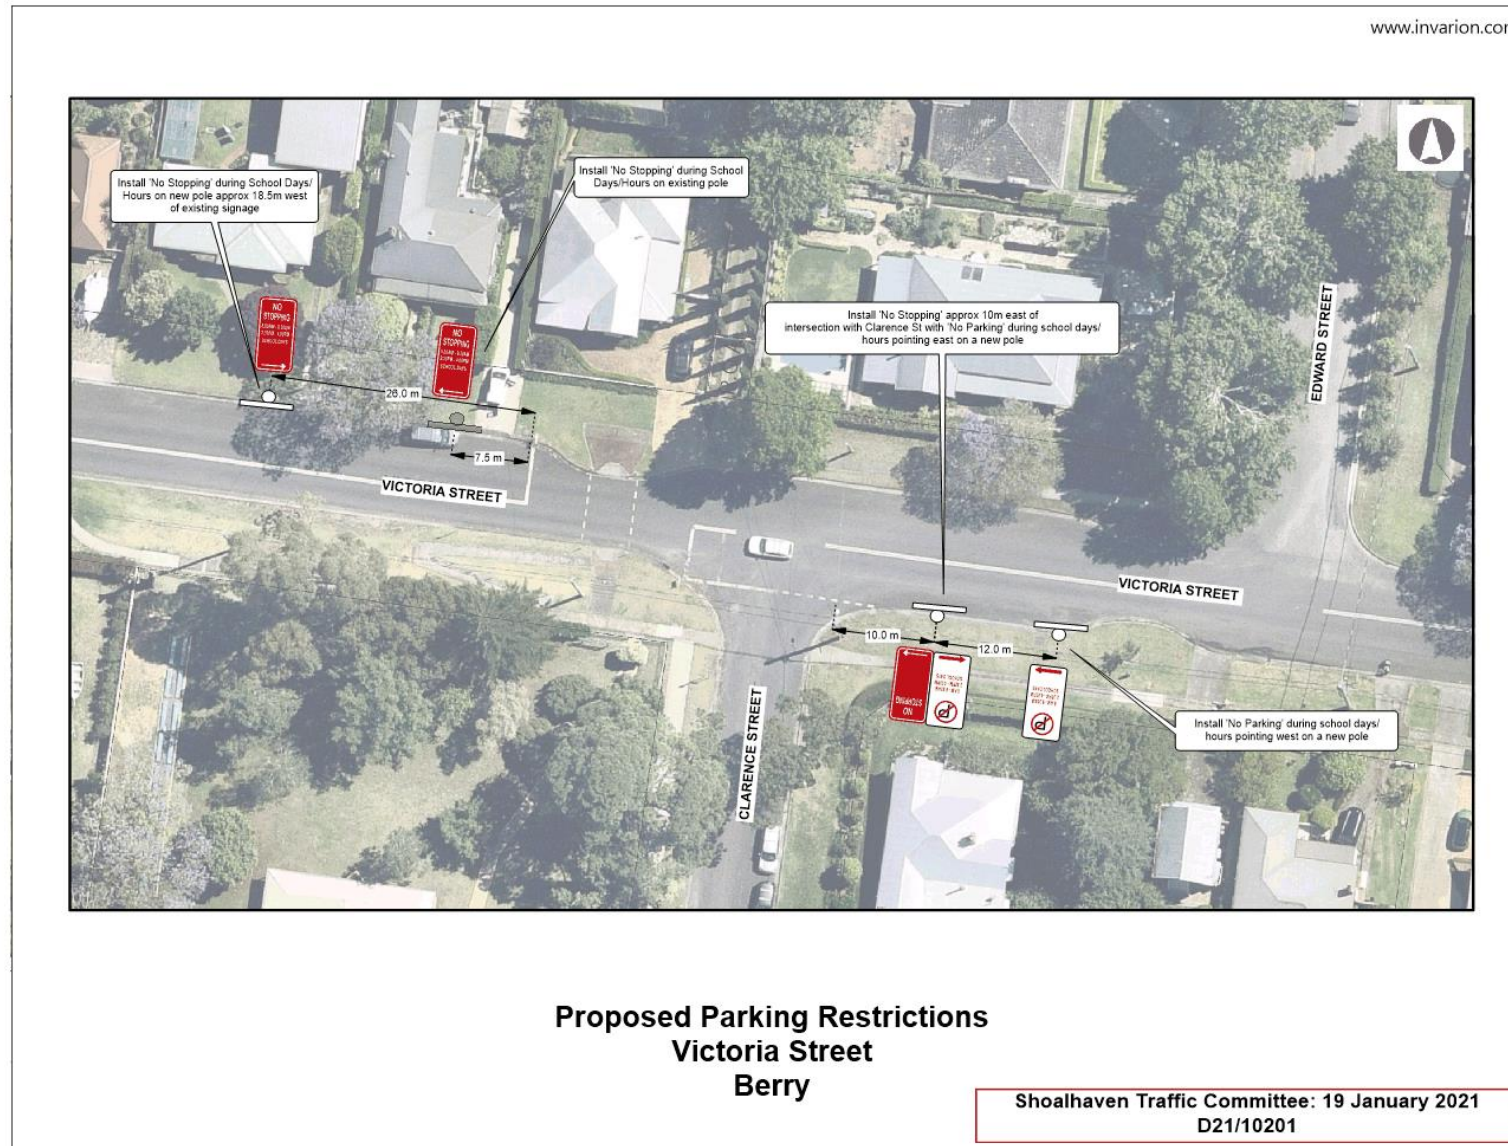 www.invarion.com
Install 'No Stopping' during School Days/
Hours on new pole approx 18.5m west
of existing signage
Install 'No Stopping' during School
Days/Hours on existing pole
Install 'No Stopping' approx 10m east of
intersection with Clarence St with 'No Parking' during school days/
hours pointing east on a new pole
EDWARD STREET
NO
STOPPING
NO
STOPPING
26.0 m
7.5 m
VICTORIA STREET
VICTORIA STREET
10.0 m
12.0 m
NO
STOPPING
CLARENCE STREET
Install 'No Parking' during school days/
hours pointing west on a new pole
Proposed Parking Restrictions
Victoria Street
Berry
Shoalhaven Traffic Committee: 19 January 2021
D21/10201